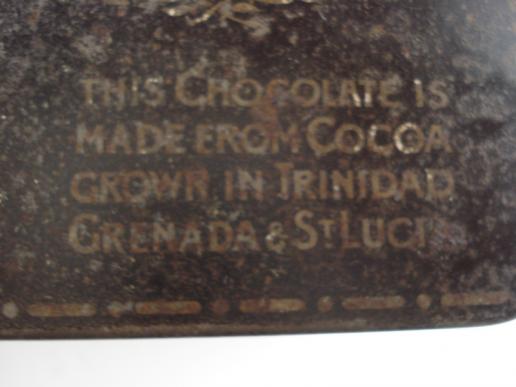 THIS CHOCOLATE IS
MADE FROM COCOA
GROWN IN TRINIDAD
GRENADA & ST LUCIA